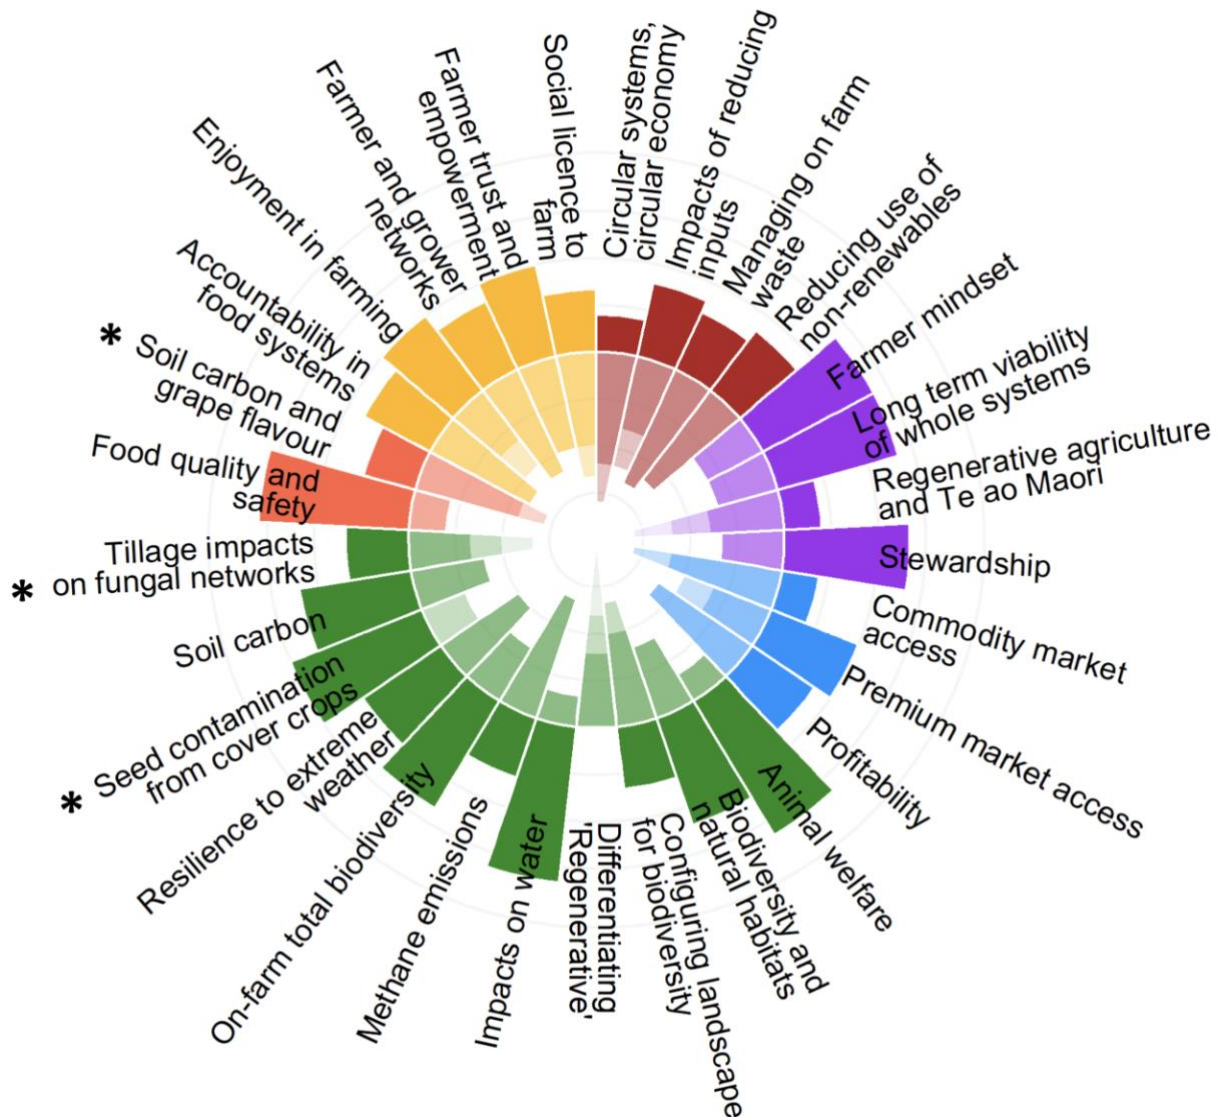 Circular systems,
circular economy
Impacts of reducing
inputs
Managing on farm
waste
Reducing use of
non-renewables
Farmer mindset
Long term viability
of whole systems
Regenerative agriculture
and Te ao Maori
Stewardship
Commodity market
access
Premium market access
Profitability
Animal welfare
Biodiversity and
natural habitats
Configuring landscape
for biodiversity
Differentiating
'Regenerative'
Impacts on water
Methane emissions
On-farm total biodiversity
Resilience to extreme
weather
* Seed contamination
from cover crops
Soil carbon
Tillage impacts
* on fungal networks
Food quality and
safety
* Soil carbon and
grape flavour
Accountability in
food systems
Enjoyment in farming
Farmer and grower
networks
Farmer trust and
empowerment
Social licence to
farm